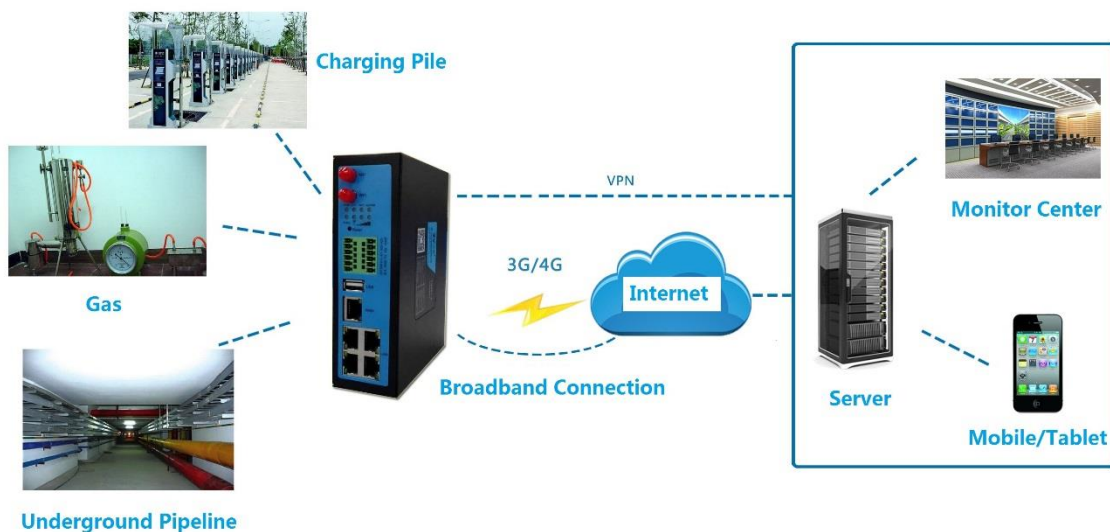 Charging Pile
VPN
Monitor Center
3G/4G
Internet
Gas
Broadband Connection
Server
Mobile/Tablet
Underground Pipeline